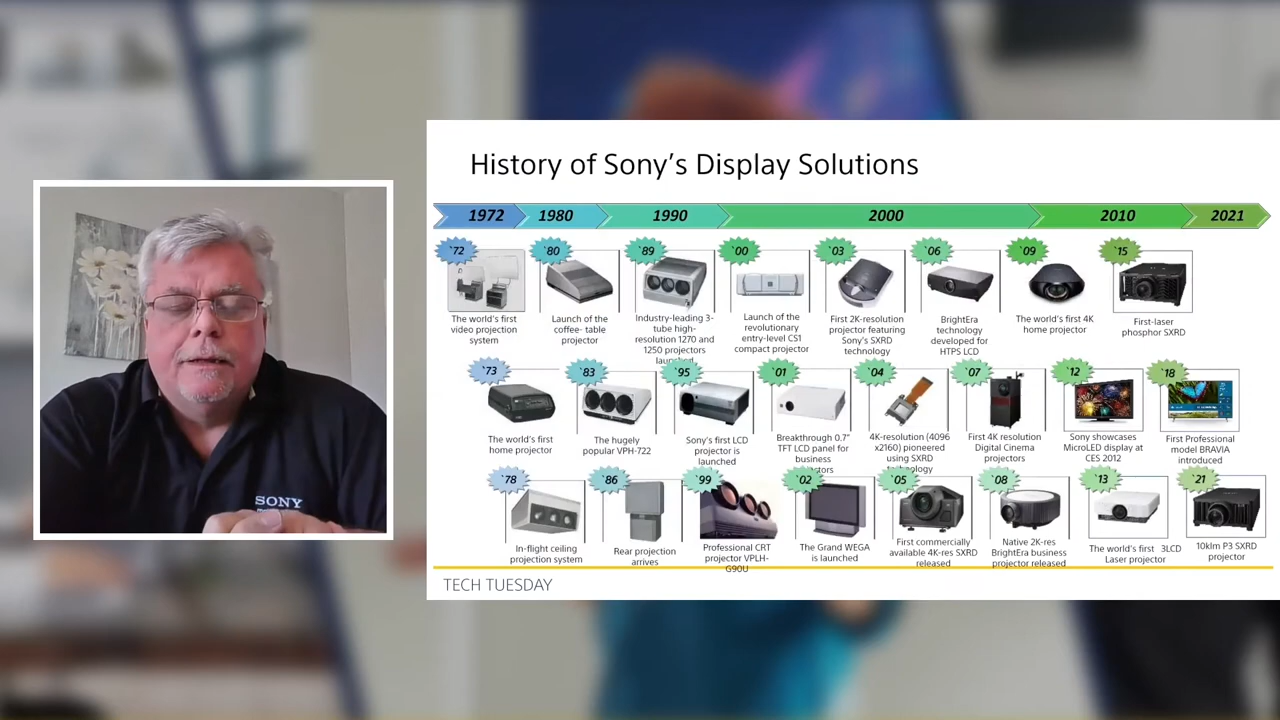 History of Sony's Display Solutions
1972 1980 1990 2000 2010 2021
`72
The world's first
video projection
system
`80
Launch of the
coffee- table
projector
`89
Industry-leading 3-
tube high-
resolution 1270 and
1250 projectors
launched
`00
Launch of the
revolutionary
entry-level CS1
compact projector
`03
First 2K-resolution
projector featuring
Sony's SXRD
technology
`06
BrightEra
technology
developed for
HTPS LCD
`09
The world's first 4K
home projector
`15
First-laser
phosphor SXRD
`73
The world's first
home projector
`83
The hugely
popular VPH-722
`95
Sony's first LCD
projector is
launched
`01
Breakthrough 0.7"
TFT LCD panel for
business
`04
4K-resolution (4096
x2160) pioneered
using SXRD
technology
`07
First 4K resolution
Digital Cinema
projectors
`12
Sony showcases
MicroLED display at
CES 2012
`18
First Professional
model BRAVIA
introduced
`78
In-flight ceiling
projection system
`86
Rear projection
arrives
`99
Professional CRT
projector VPLH-
G90U
`02
The Grand WEGA
is launched
`05
First commercially
available 4K-res SXRD
released
`08
Native 2K-res
BrightEra business
projector released
`13
The world's first 3LCD
Laser projector
`21
10klm P3 SXRD
projector
TECH TUESDAY
SONY